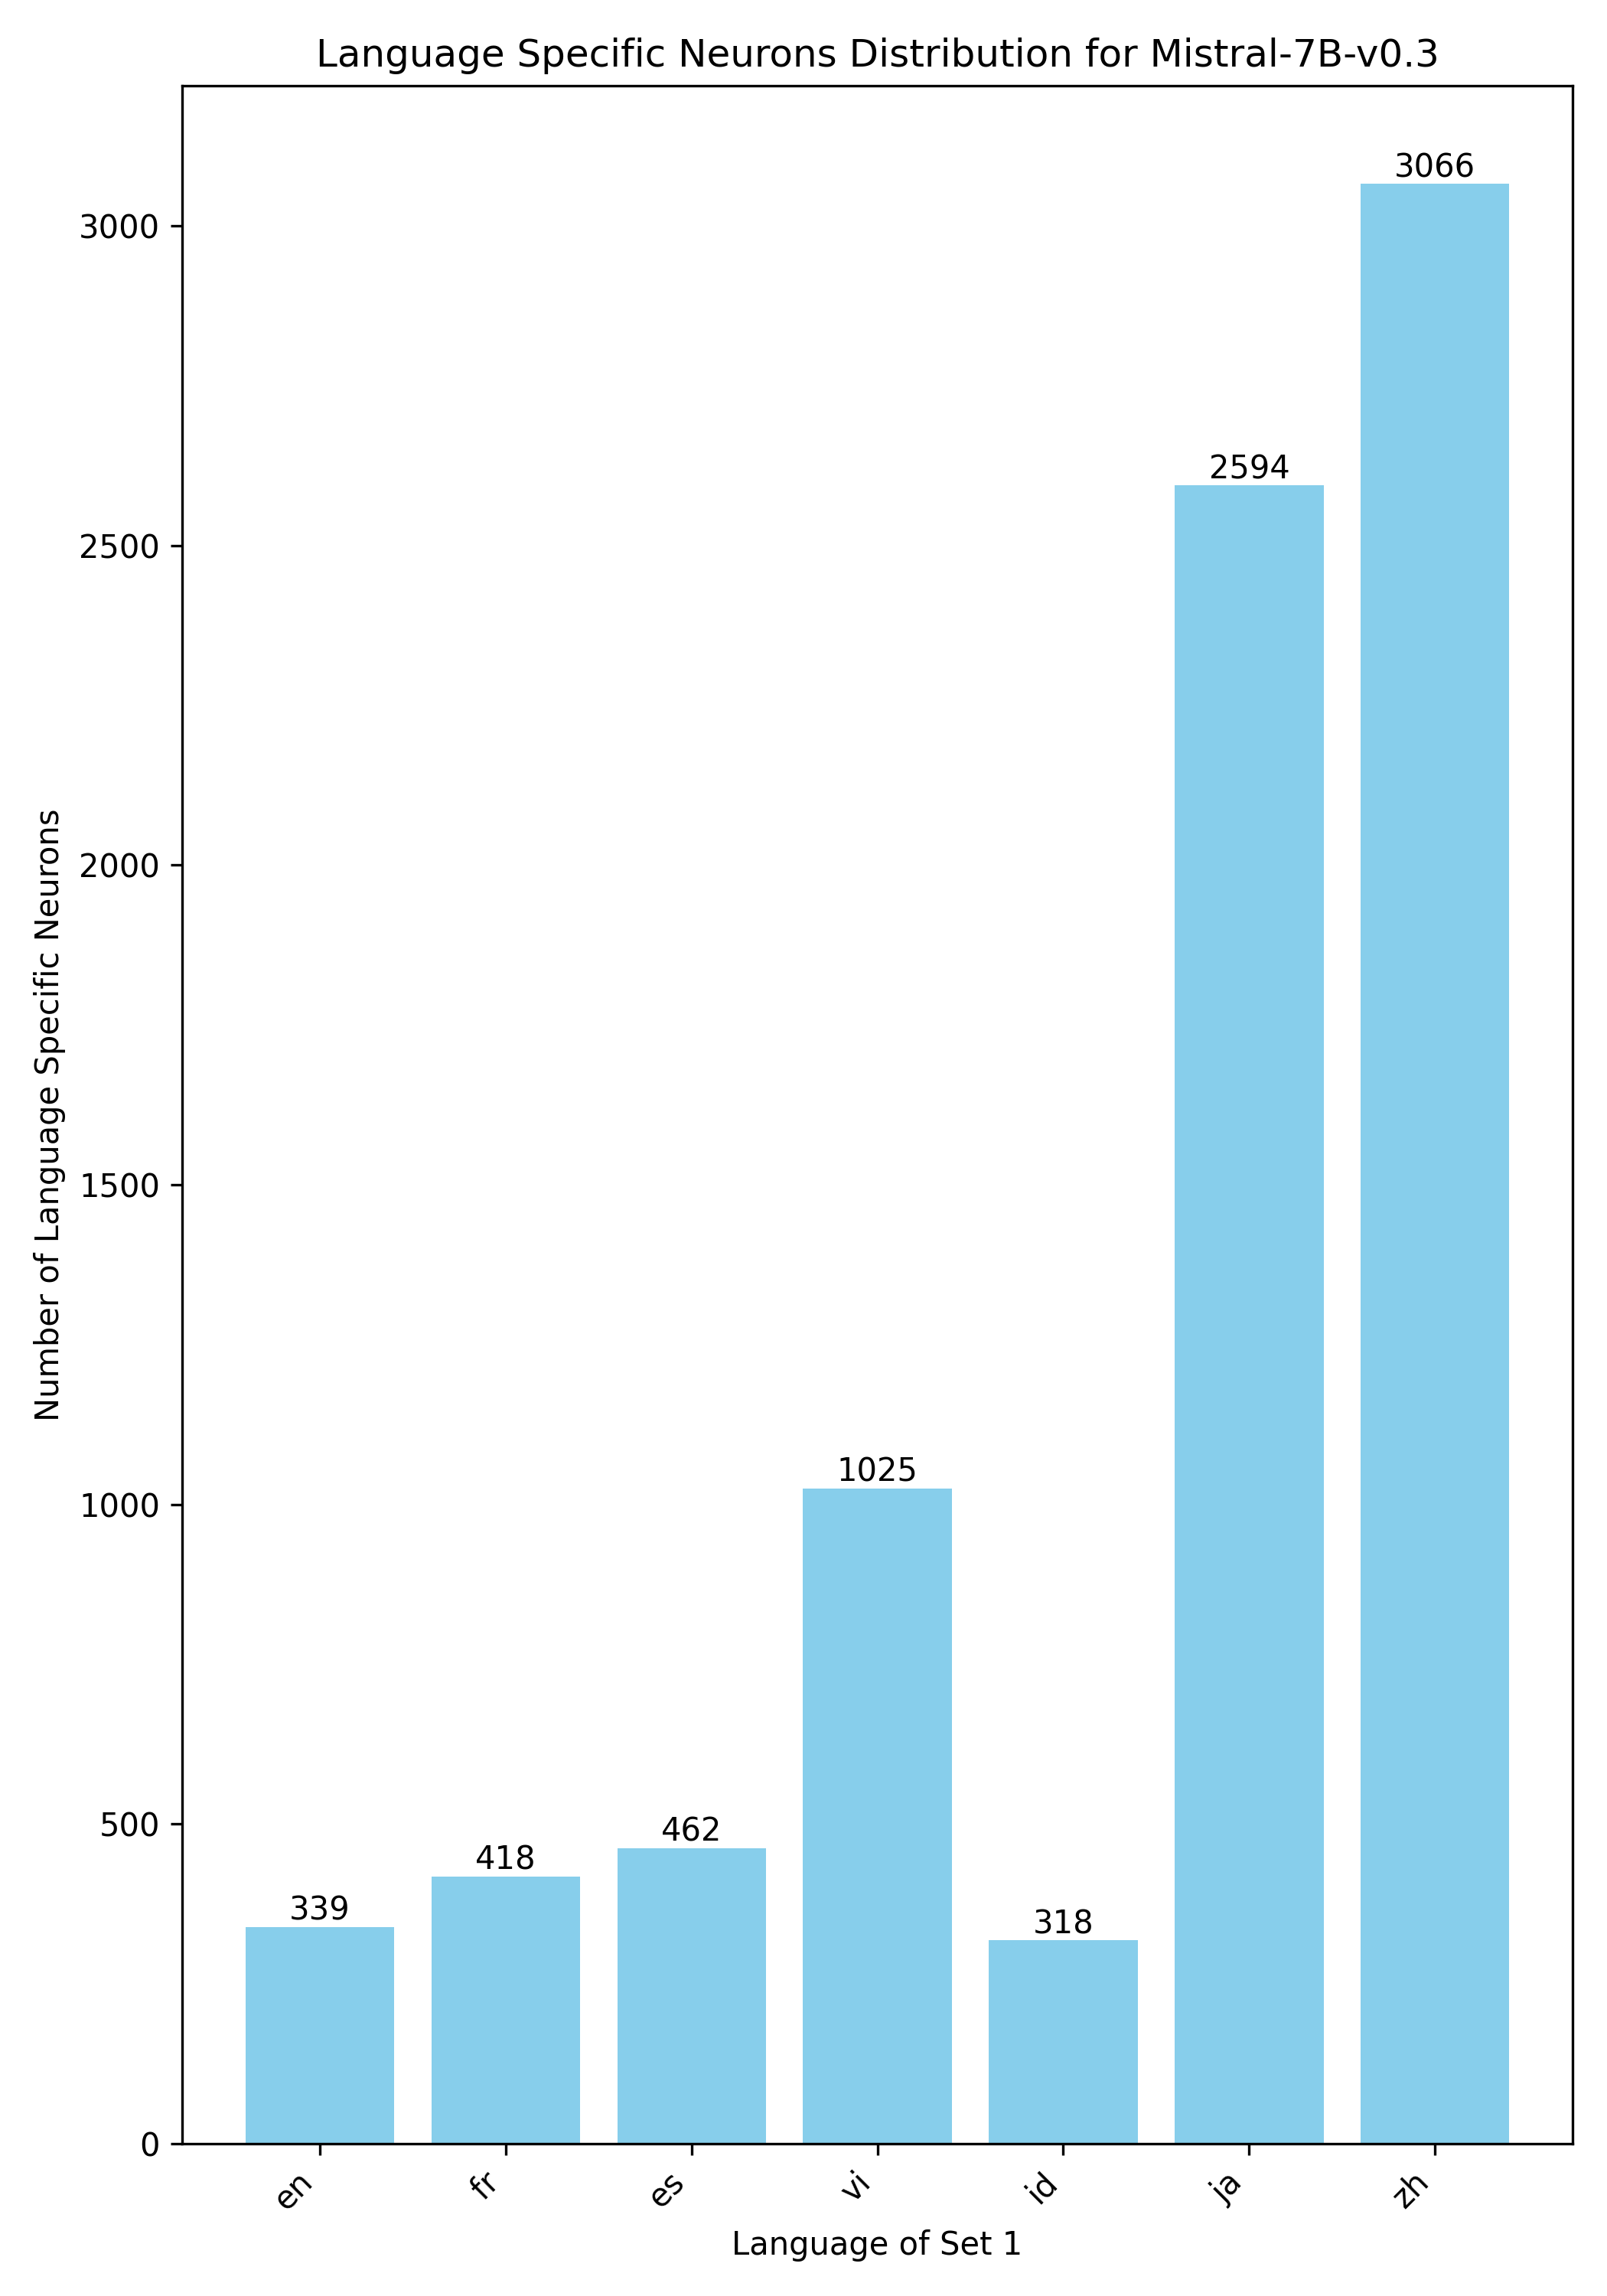 Language Specific Neurons Distribution for Mistral-7B-v0.3
Number of Language Specific Neurons
3000
2500
2000
1500
1000
500
0
339
418
462
1025
318
2594
3066
en
fr
es
vi
id
ja
zh
Language of Set 1